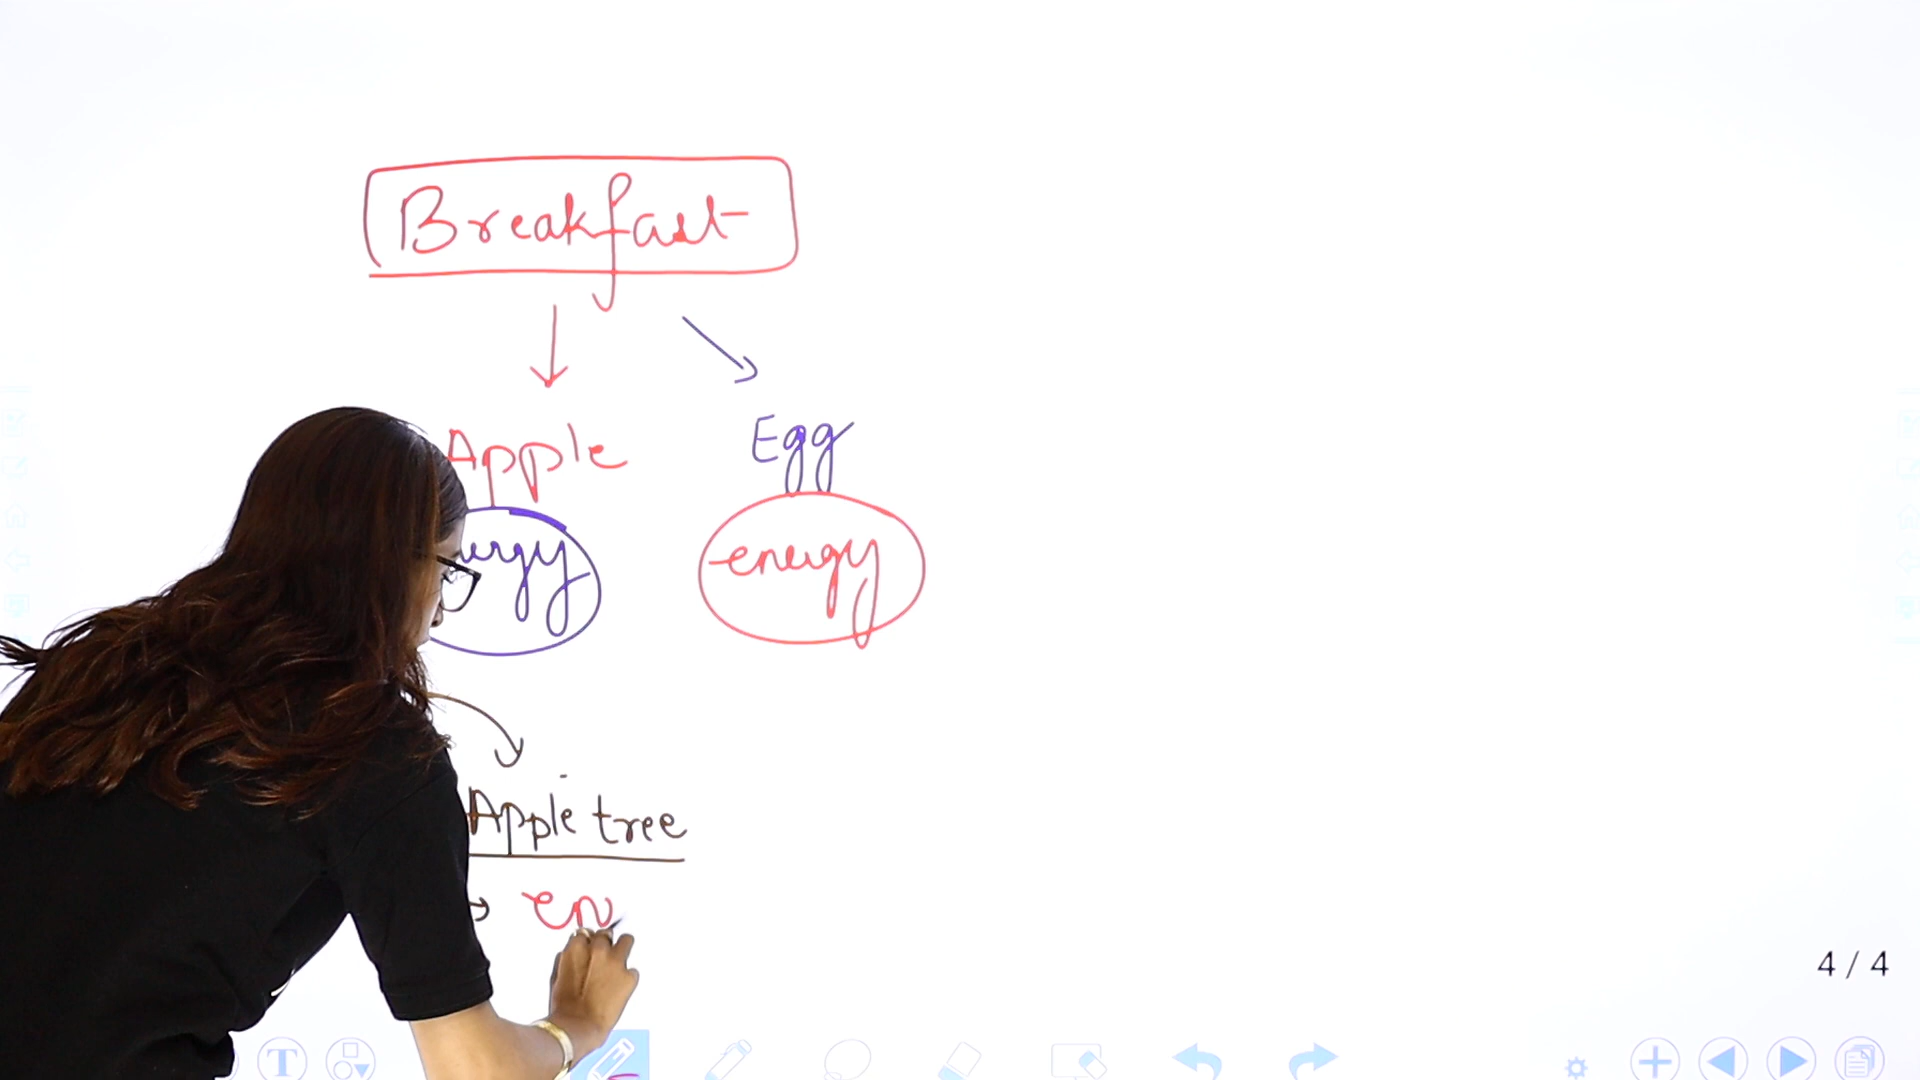 Breakfast
Apple Egg
energy
Apple tree
→ en
4 / 4
T